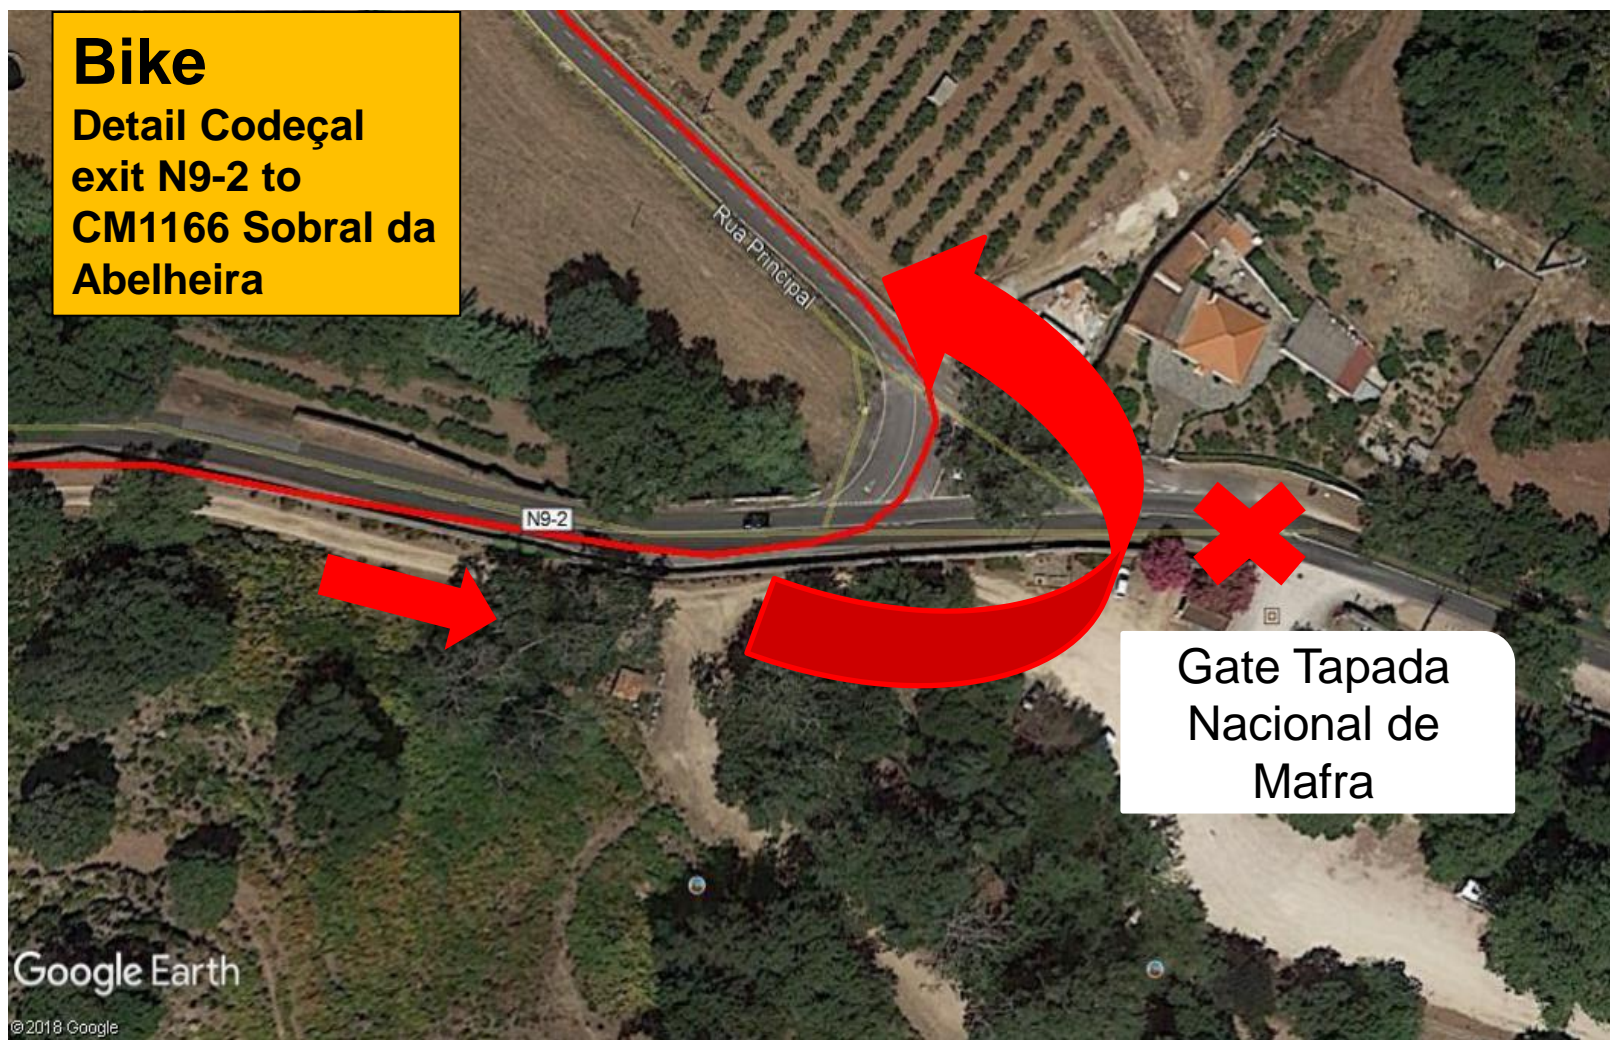 Bike
Detail Codeçal
exit N9-2 to
CM1166 Sobral da
Abelheira
Rua Principal
N9-2
Gate Tapada
Nacional de
Mafra
Google Earth
©2018 Google